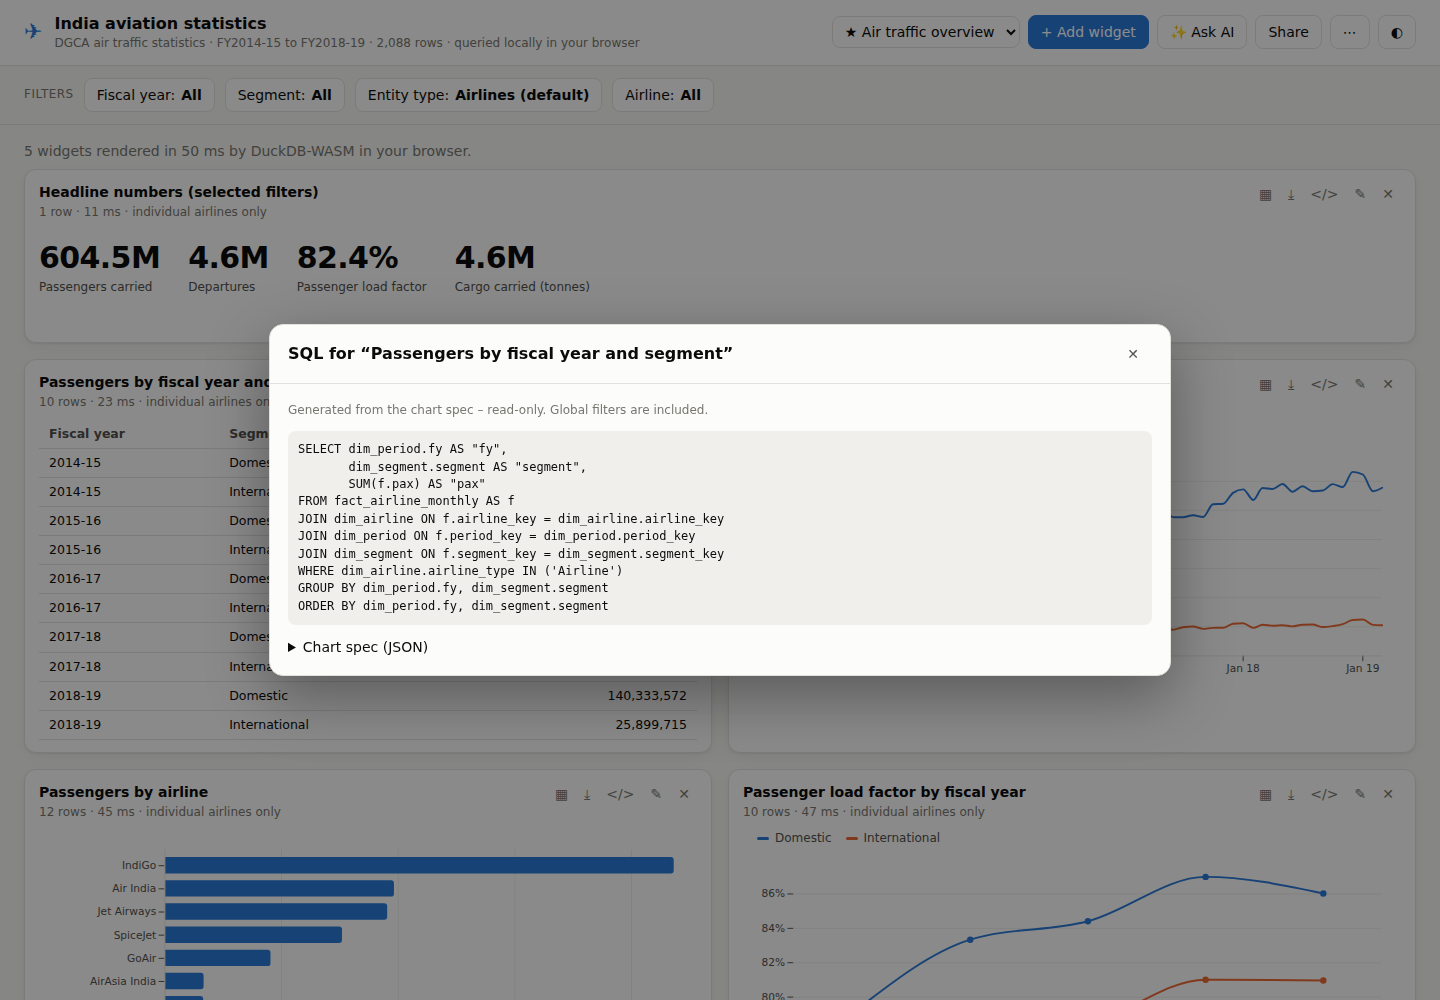 ✈ India aviation statistics
DGCA air traffic statistics · FY2014-15 to FY2018-19 · 2,088 rows · queried locally in your browser
★ Air traffic overview
+ Add widget
✨ Ask AI
Share
⋯
◐
FILTERS
Fiscal year: All
Segment: All
Entity type: Airlines (default)
Airline: All
5 widgets rendered in 50 ms by DuckDB-WASM in your browser.
Headline numbers (selected filters)
1 row · 11 ms · individual airlines only
</>
604.5M 4.6M 82.4% 4.6M
Passengers carried Departures Passenger load factor Cargo carried (tonnes)
SQL for “Passengers by fiscal year and segment”
Generated from the chart spec – read-only. Global filters are included.
SELECT dim_period.fy AS "fy",
dim_segment.segment AS "segment",
SUM(f.pax) AS "pax"
FROM fact_airline_monthly AS f
JOIN dim_airline ON f.airline_key = dim_airline.airline_key
JOIN dim_period ON f.period_key = dim_period.period_key
JOIN dim_segment ON f.segment_key = dim_segment.segment_key
WHERE dim_airline.airline_type IN ('Airline')
GROUP BY dim_period.fy, dim_segment.segment
ORDER BY dim_period.fy, dim_segment.segment
Chart spec (JSON)
Passengers by fiscal year
10 rows · 23 ms · individual airlines
Fiscal year
2014-15
2014-15
2015-16
2015-16
2016-17
2016-17
2017-18
2017-18
2018-19 Domestic 140,333,572
2018-19 International 25,899,715
</>
Jan 18 Jan 19
Passengers by airline
12 rows · 45 ms · individual airlines only
</>
IndiGo
Air India
Jet Airways
SpiceJet
GoAir
AirAsia India
Passenger load factor by fiscal year
10 rows · 47 ms · individual airlines only
</>
Domestic International
86%
84%
82%
80%